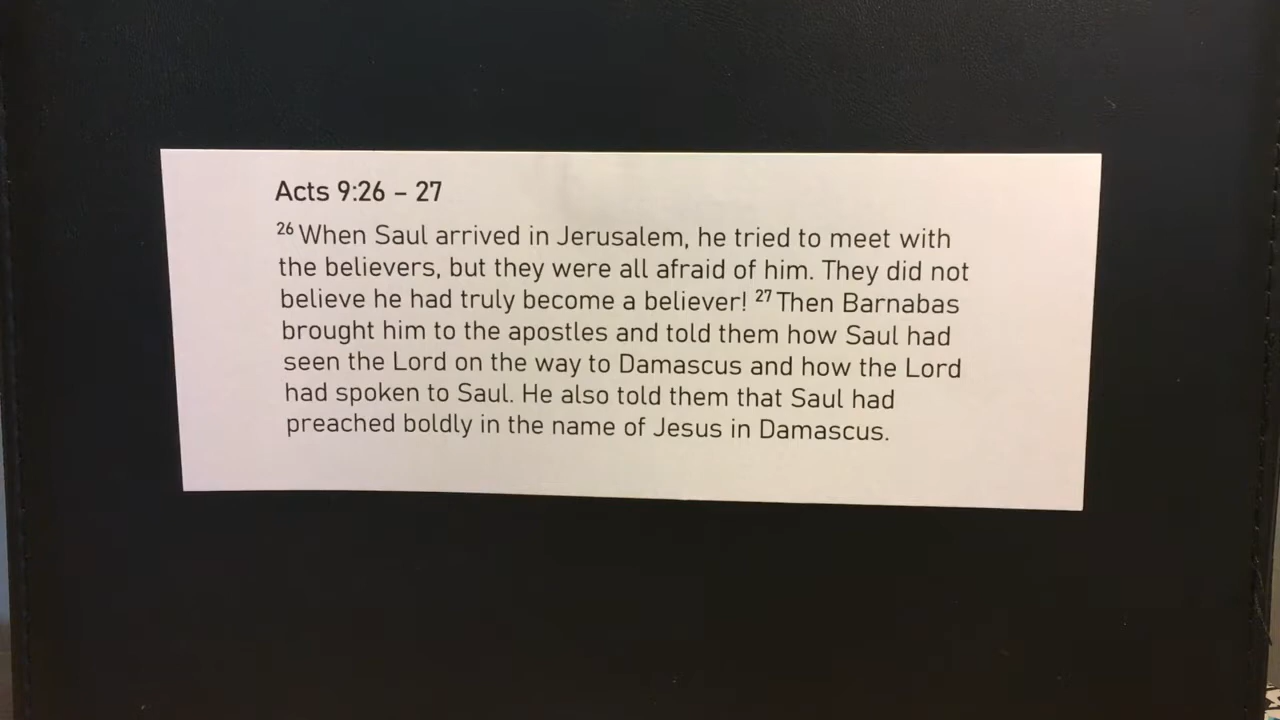 Acts 9:26 – 27
26 When Saul arrived in Jerusalem, he tried to meet with
the believers, but they were all afraid of him. They did not
believe he had truly become a believer! 27 Then Barnabas
brought him to the apostles and told them how Saul had
seen the Lord on the way to Damascus and how the Lord
had spoken to Saul. He also told them that Saul had
preached boldly in the name of Jesus in Damascus.